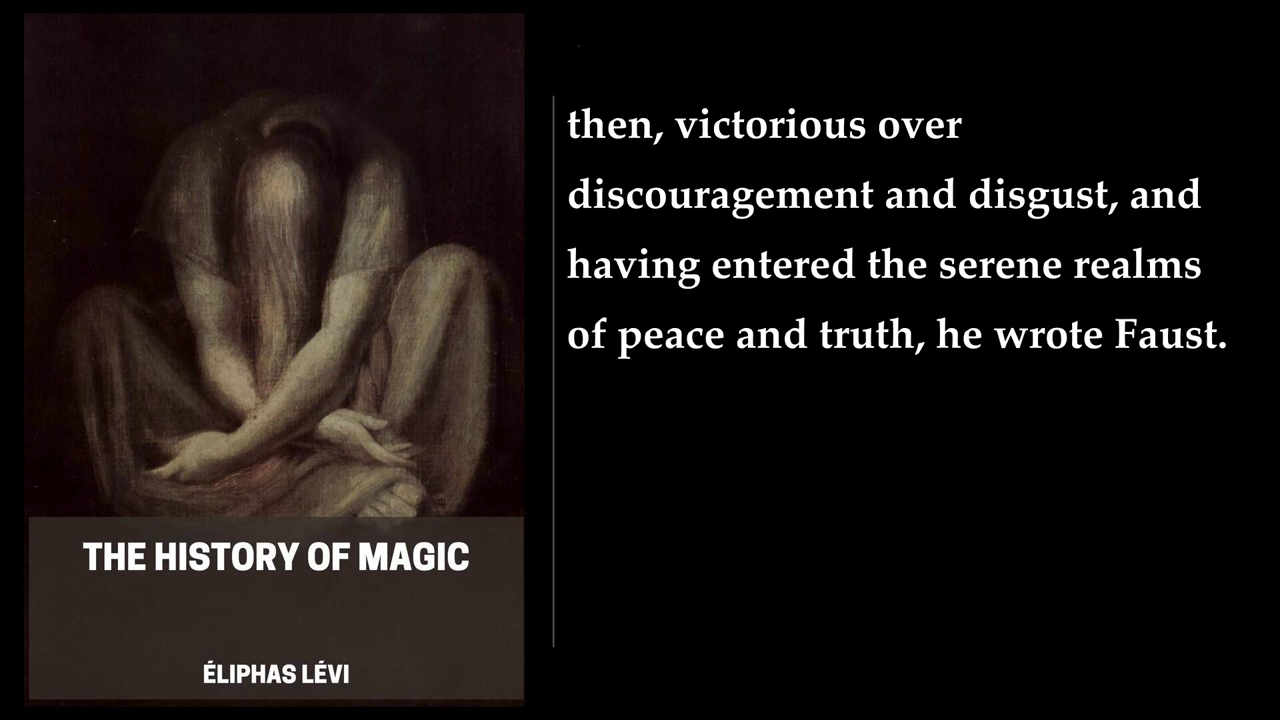 then, victorious over
discouragement and disgust, and
having entered the serene realms
of peace and truth, he wrote Faust.
THE HISTORY OF MAGIC
ÉLIPHAS LÉVI